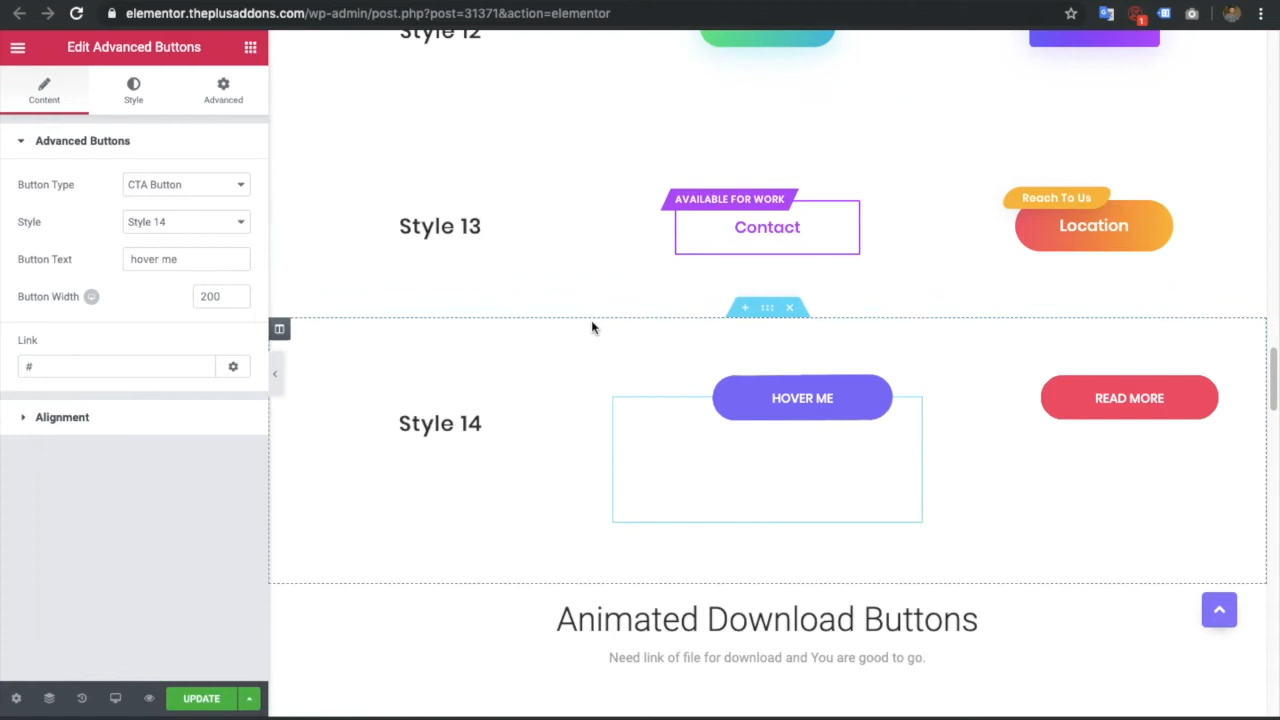 elementor.theplusaddons.com/wp-admin/post.php?post=31371&action=elementor
1
Edit Advanced Buttons
Content
Style
Advanced
Advanced Buttons
Button Type
CTA Button
Style
Style 14
Button Text
hover me
Button Width
200
Link
#
Alignment
UPDATE
Style 12
Style 13
AVAILABLE FOR WORK
Contact
Reach To Us
Location
Style 14
HOVER ME
READ MORE
Animated Download Buttons
Need link of file for download and You are good to go.